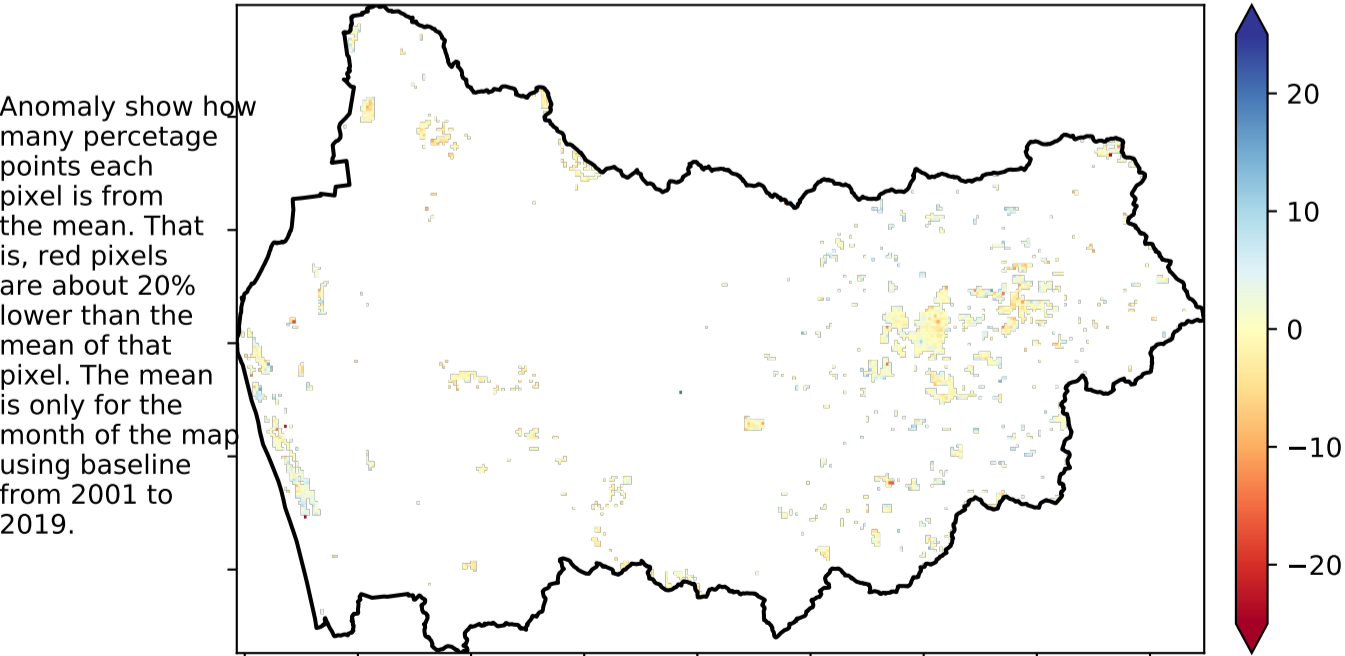 Anomaly show how
many percetage
points each
pixel is from
the mean. That
is, red pixels
are about 20%
lower than the
mean of that
pixel. The mean
is only for the
month of the map
using baseline
from 2001 to
2019.
20
10
0
−10
−20